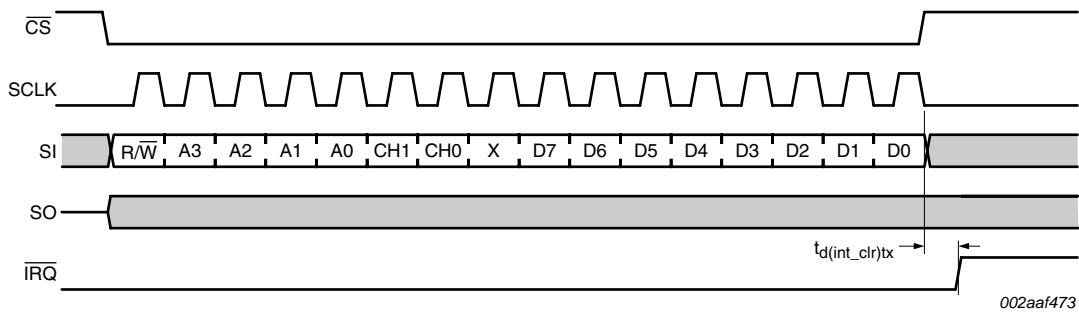 CS
SCLK
SI R/W A3 A2 A1 A0 CH1 CH0 X D7 D6 D5 D4 D3 D2 D1 D0
SO
td(int_clr)tx
IRQ
002aaf473